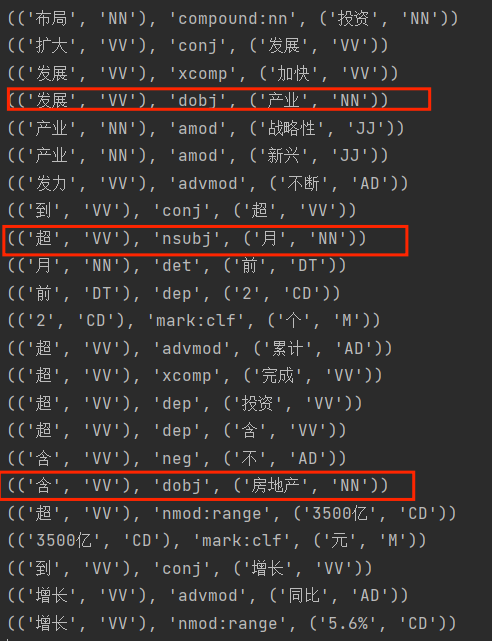 (('布局', 'NN'), 'compound:nn', ('投资', 'NN'))
(('扩大', 'VV'), 'conj', ('发展', 'VV'))
(('发展', 'VV'), 'xcomp', ('加快', 'VV'))
(('发展', 'VV'), 'dobj', ('产业', 'NN'))
(('产业', 'NN'), 'amod', ('战略性', 'JJ'))
(('产业', 'NN'), 'amod', ('新兴', 'JJ'))
(('发力', 'VV'), 'advmod', ('不断', 'AD'))
(('到', 'VV'), 'conj', ('超', 'VV'))
(('超', 'VV'), 'nsubj', ('月', 'NN'))
(('月', 'NN'), 'det', ('前', 'DT'))
(('前', 'DT'), 'dep', ('2', 'CD'))
(('2', 'CD'), 'mark:clf', ('个', 'M'))
(('超', 'VV'), 'advmod', ('累计', 'AD'))
(('超', 'VV'), 'xcomp', ('完成', 'VV'))
(('超', 'VV'), 'dep', ('投资', 'VV'))
(('超', 'VV'), 'dep', ('含', 'VV'))
(('含', 'VV'), 'neg', ('不', 'AD'))
(('含', 'VV'), 'dobj', ('房地产', 'NN'))
(('超', 'VV'), 'nmod:range', ('3500亿', 'CD'))
(('3500亿', 'CD'), 'mark:clf', ('元', 'M'))
(('到', 'VV'), 'conj', ('增长', 'VV'))
(('增长', 'VV'), 'advmod', ('同比', 'AD'))
(('增长', 'VV'), 'nmod:range', ('5.6%', 'CD'))